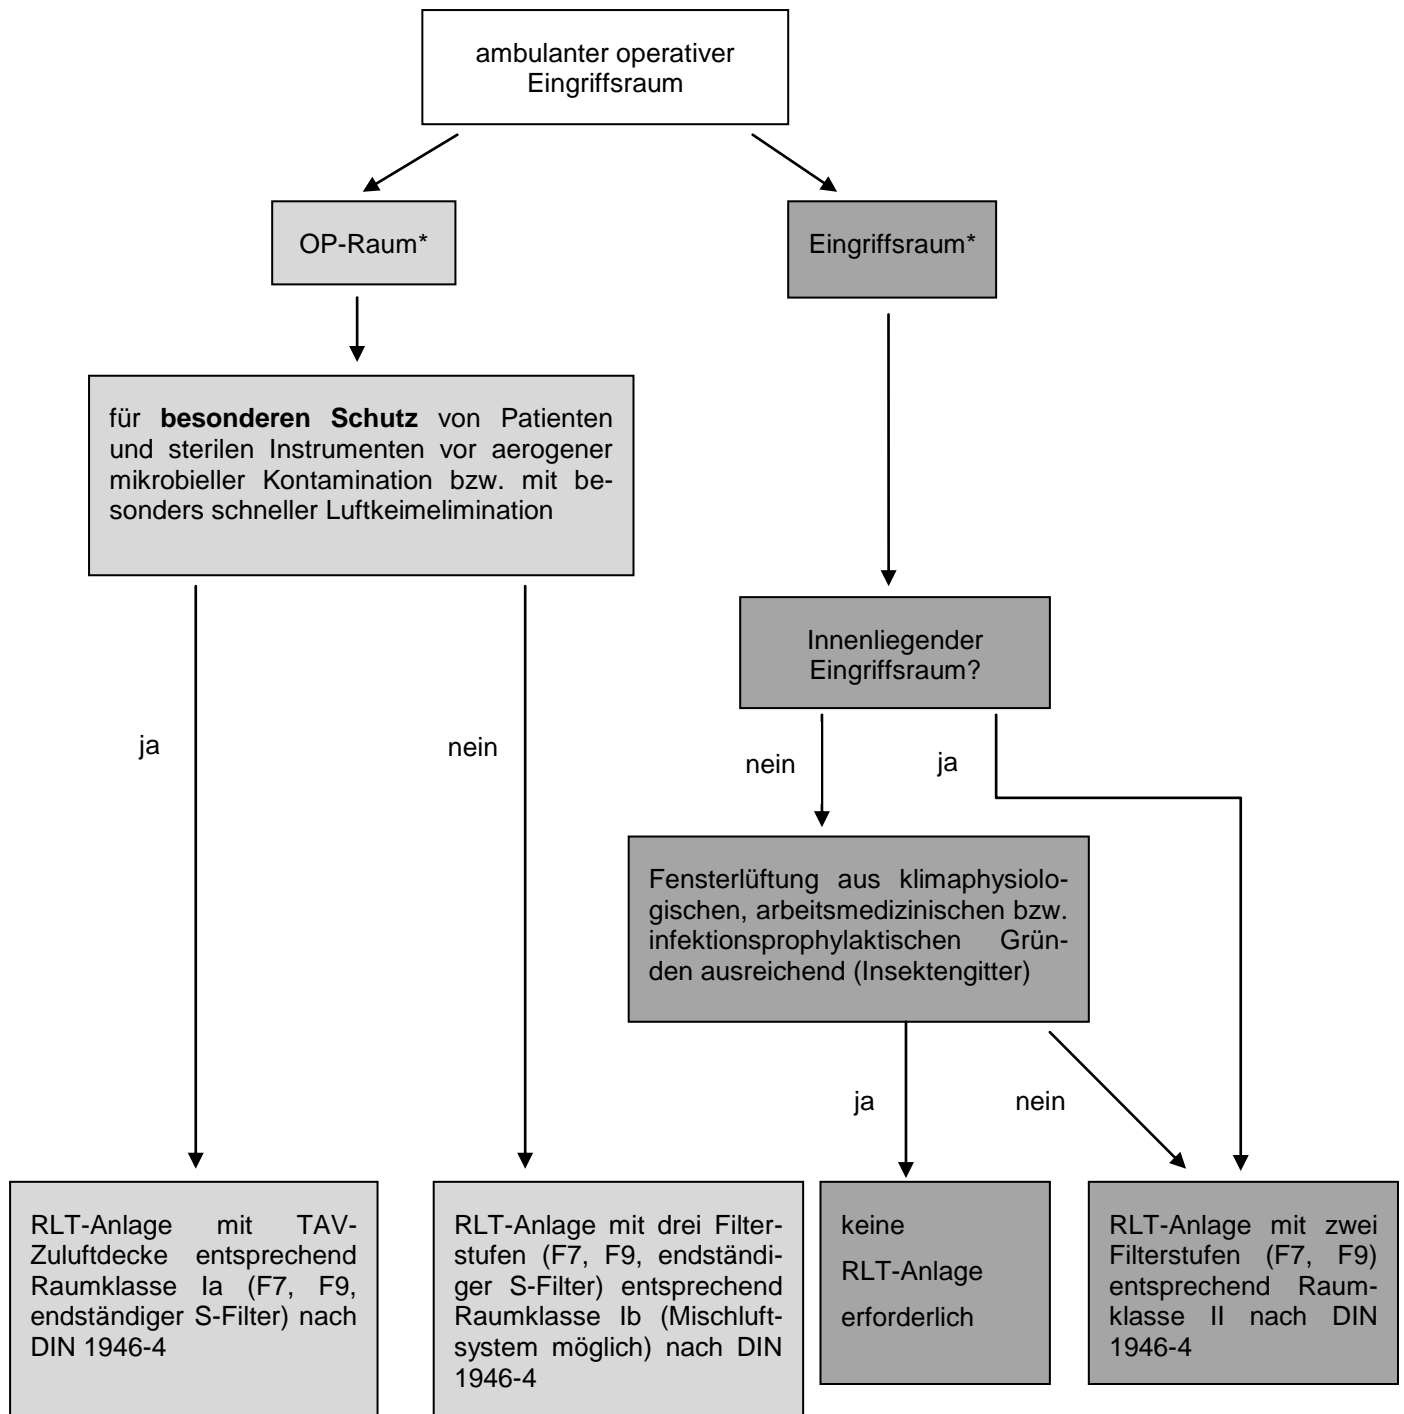 ambulanter operativer
Eingriffsraum
OP-Raum*
Eingriffsraum*
für besonderen Schutz von Patienten
und sterilen Instrumenten vor aerogener
mikrobieller Kontamination bzw. mit be-
sonders schneller Luftkeimelimination
Innenliegender
Eingriffsraum?
ja
nein
nein
ja
Fensterlüftung aus klimaphysiolo-
gischen, arbeitsmedizinischen bzw.
infektionsprophylaktischen Grün-
den ausreichend (Insektengitter)
ja
nein
RLT-Anlage mit TAV-
Zuluftdecke entsprechend
Raumklasse Ia (F7, F9,
endständiger S-Filter) nach
DIN 1946-4
RLT-Anlage mit drei Filter-
stufen (F7, F9, endständi-
ger S-Filter) entsprechend
Raumklasse Ib (Mischluft-
system möglich) nach DIN
1946-4
keine
RLT-Anlage
erforderlich
RLT-Anlage mit zwei
Filterstufen (F7, F9)
entsprechend Raum-
klasse II nach DIN
1946-4